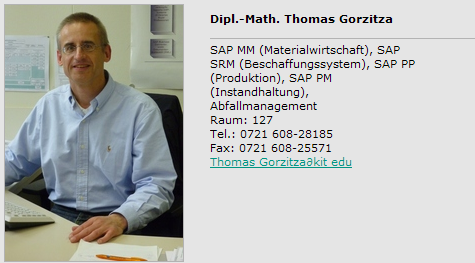 Dipl.-Math. Thomas Gorzitza
SAP MM (Materialwirtschaft), SAP
SRM (Beschaffungssystem), SAP PP
(Produktion), SAP PM
(Instandhaltung),
Abfallmanagement
Raum: 127
Tel.: 0721 608-28185
Fax: 0721 608-25571
Thomas Gorzitza∂kit edu